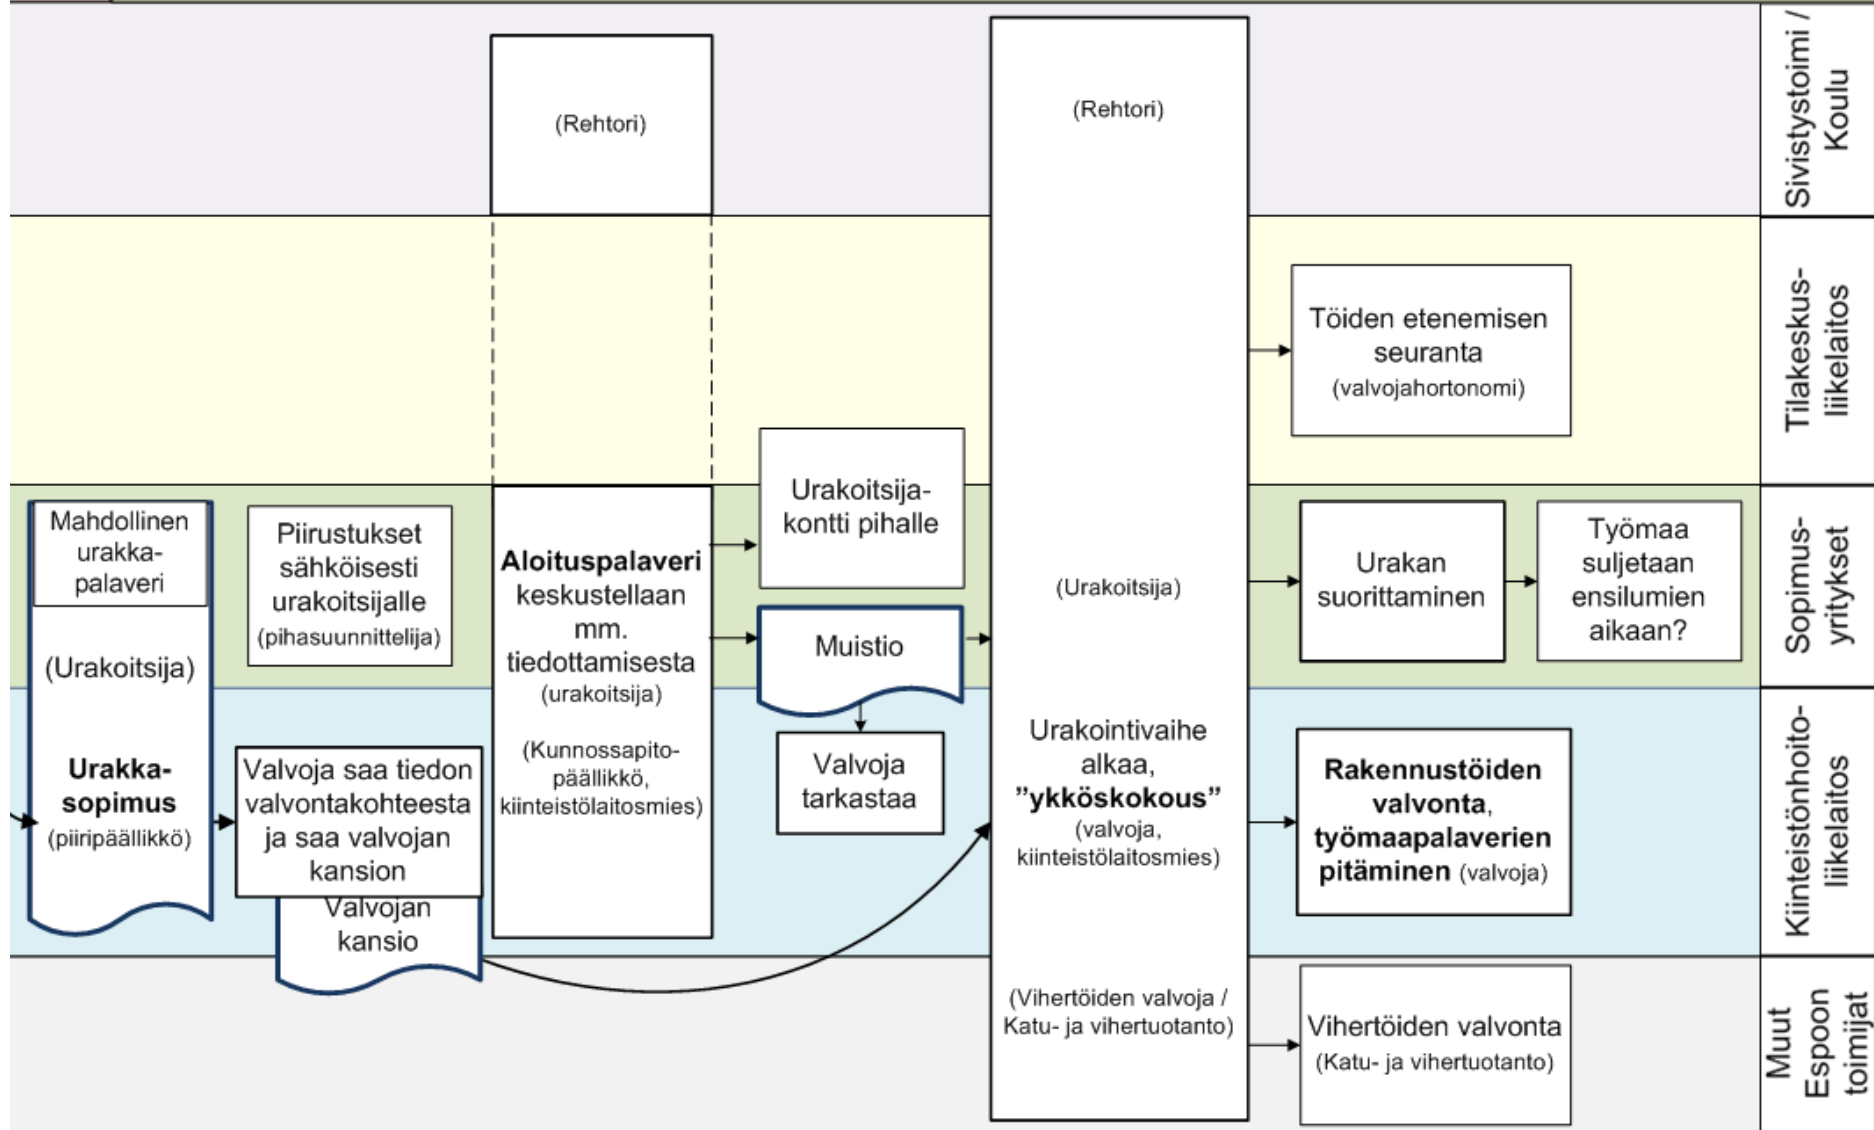 (Rehtori)
(Rehtori)
Sivistystoimi /
Koulu
Töiden etenemisen
seuranta
(valvojahortonomi)
Tilakeskus-
liikelaitos
Mahdollinen
urakka-
palaveri
(Urakoitsija)
Urakka-
sopimus
(piiripäällikkö)
Piirustukset
sähköisesti
urakoitsijalle
(pihasuunnittelija)
Valvoja saa tiedon
valvontakohteesta
ja saa valvojan
kansion
Valvojan
kansio
Aloituspalaveri
keskustellaan
mm.
tiedottamisesta
(urakoitsija)
(Kunnossapito-
päällikkö,
kiinteistölaitosmies)
Urakoitsija-
kontti pihalle
Muistio
Valvoja
tarkastaa
(Urakoitsija)
Urakointivaihe
alkaa,
”ykköskokous”
(valvoja,
kiinteistölaitosmies)
(Vihertöiden valvoja /
Katu- ja vihertuotanto)
Urakan
suorittaminen
Työmaa
suljetaan
ensilumien
aikaan?
Sopimus-
yritykset
Rakennustöiden
valvonta,
työmaapalaverien
pitäminen (valvoja)
Kiinteistönhoito-
liikelaitos
Vihertöiden valvonta
(Katu- ja vihertuotanto)
Muut
Espoon
toimijat